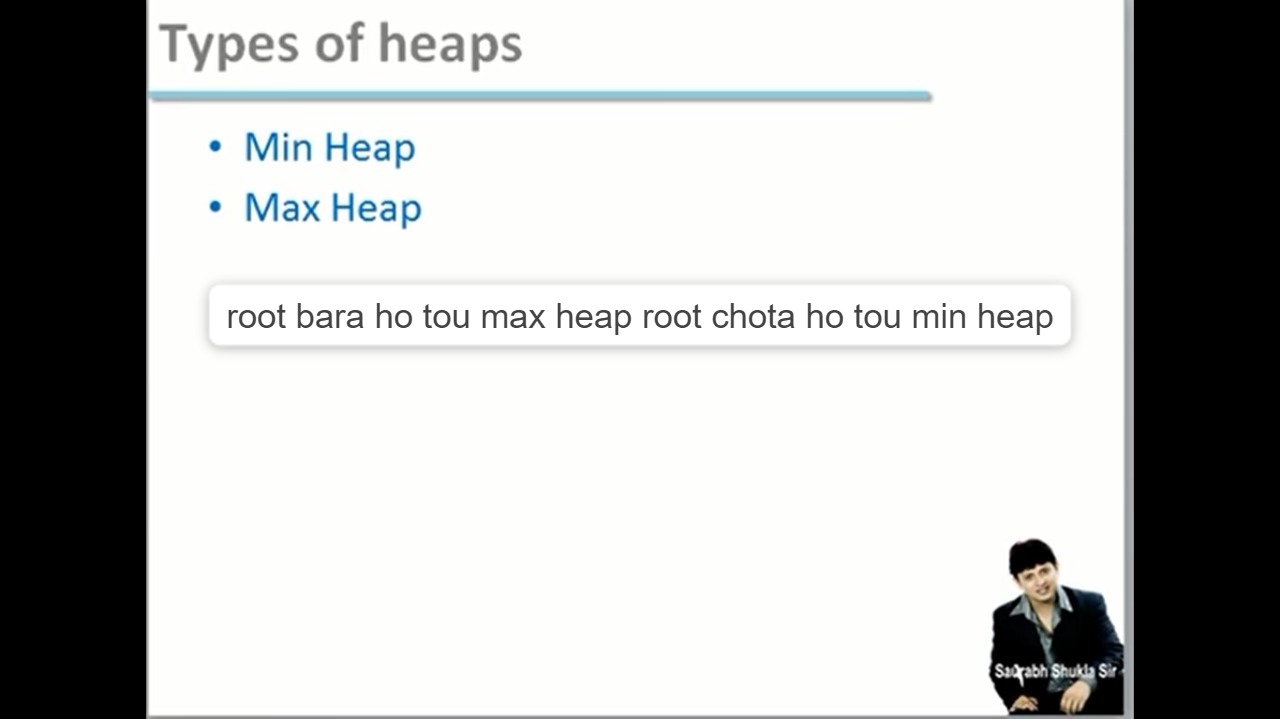 Types of heaps
• Min Heap
• Max Heap
root bara ho tou max heap root chota ho tou min heap
Saurabh Shukla Sir